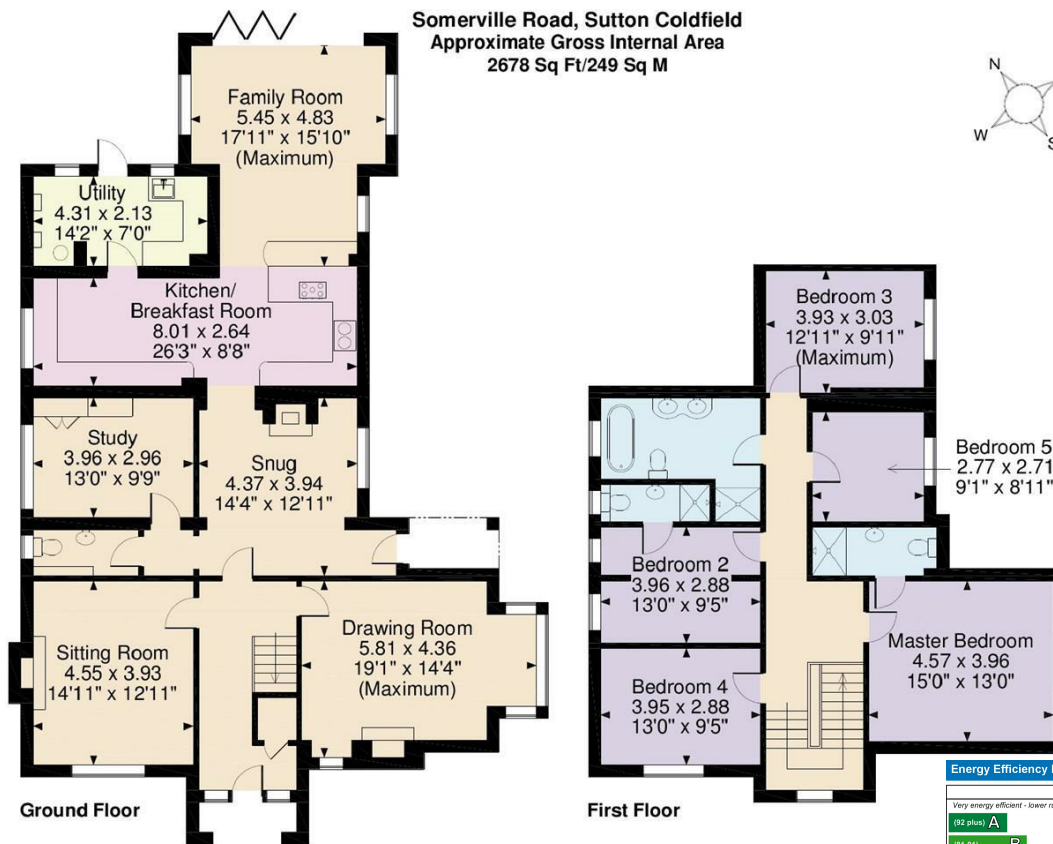 Somerville Road, Sutton Coldfield
Approximate Gross Internal Area
2678 Sq Ft/249 Sq M
N
W
S
Family Room
5.45 x 4.83
17'11" x 15'10"
(Maximum)
Utility
4.31 x 2.13
14'2" x 7'0"
Kitchen/
Breakfast Room
8.01 x 2.64
26'3" x 8'8"
Study
3.96 x 2.96
13'0" x 9'9"
Snug
4.37 x 3.94
14'4" x 12'11"
Sitting Room
4.55 x 3.93
14'11" x 12'11"
Drawing Room
5.81 x 4.36
19'1" x 14'4"
(Maximum)
Ground Floor
Bedroom 3
3.93 x 3.03
12'11" x 9'11"
(Maximum)
Bedroom 5
2.77 x 2.71
9'1" x 8'11"
Bedroom 2
3.96 x 2.88
13'0" x 9'5"
Master Bedroom
4.57 x 3.96
15'0" x 13'0"
Bedroom 4
3.95 x 2.88
13'0" x 9'5"
First Floor
Energy Efficiency
Very energy efficient - lower
(92 plus) A
B